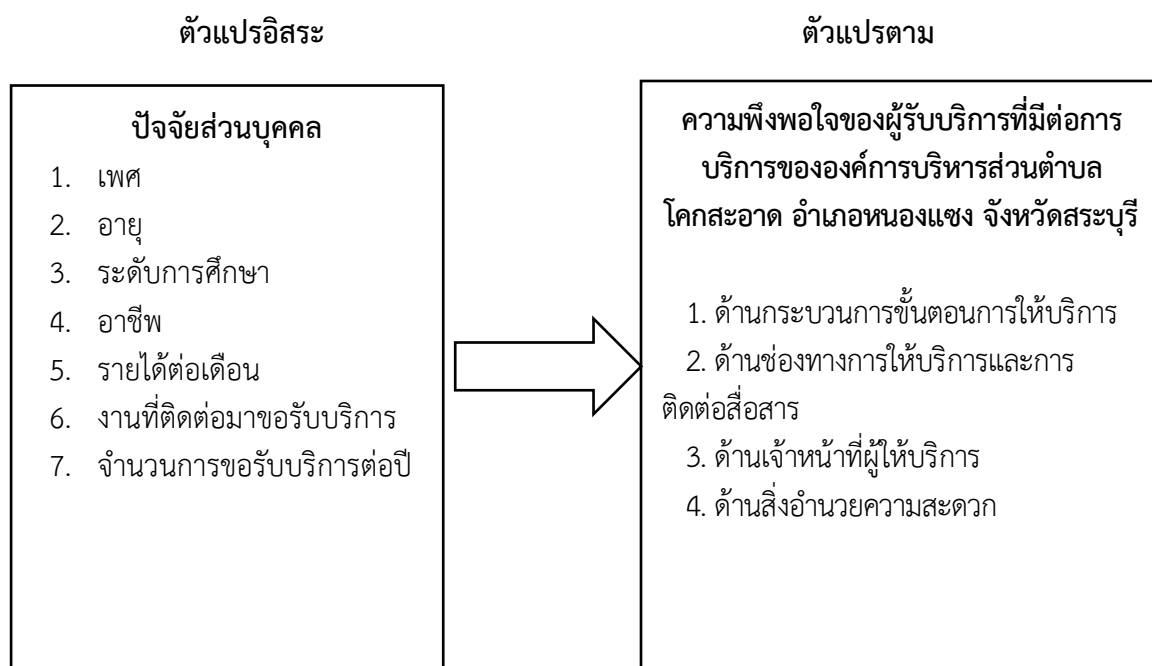 ตัวแปรอิสระ
ตัวแปรตาม
ปัจจัยส่วนบุคคล
1. เพศ
2. อายุ
3. ระดับการศึกษา
4. อาชีพ
5. รายได้ต่อเดือน
6. งานที่ติดต่อมาขอรับบริการ
7. จำนวนการขอรับบริการต่อปี
ความพึงพอใจของผู้รับบริการที่มีต่อการ
บริการขององค์การบริหารส่วนตำบล
โคกสะอาด อำเภอหนองแซง จังหวัดสระบุรี
1. ด้านกระบวนการขั้นตอนการให้บริการ
2. ด้านช่องทางการให้บริการและการ
ติดต่อสื่อสาร
3. ด้านเจ้าหน้าที่ผู้ให้บริการ
4. ด้านสิ่งอำนวยความสะดวก